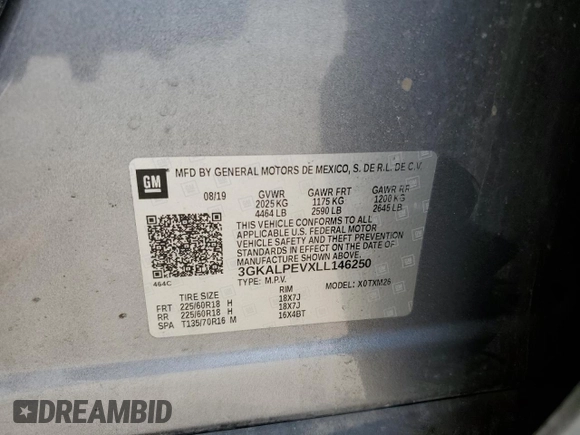 GM
MFD BY GENERAL MOTORS DE MEXICO, S. DE R.L. DE C.V.
08/19 GVWR GAWR FRT GAWR RR
2025 KG 1175 KG 1200 KG
4464 LB 2590 LB 2645 LB
THIS VEHICLE CONFORMS TO ALL
APPLICABLE U.S. FEDERAL MOTOR
VEHICLE SAFETY AND THEFT PREVENTION
STANDARDS IN EFFECT ON THE DATE
OF MANUFACTURE SHOWN ABOVE.
3GKALPEVXLL146250
464C
TYPE: M.P.V. MODEL: X0TXM26
TIRE SIZE RIM
FRT 225/60R18 H 18X7J
RR 225/60R18 H 18X7J
SPA T135/70R16 M 16X4BT
DREAMBID